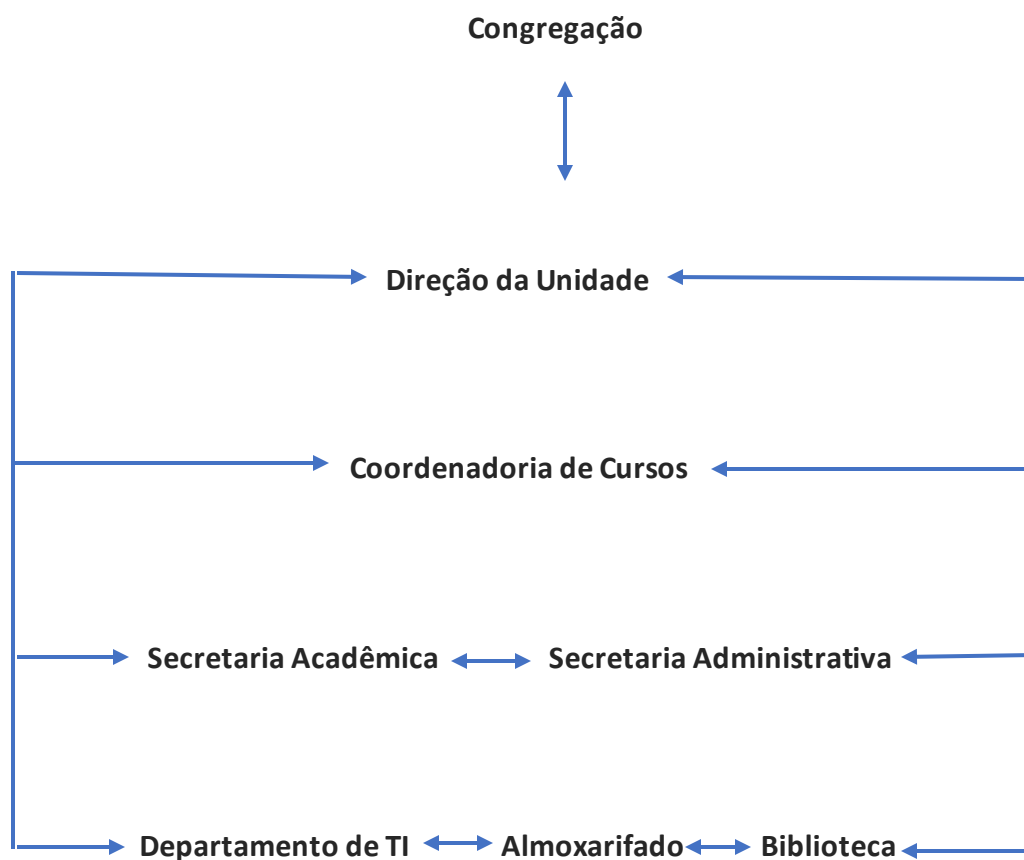 Congregação
Direção da Unidade
Coordenadoria de Cursos
Secretaria Acadêmica Secretaria Administrativa
Departamento de TI Almoxarifado Biblioteca